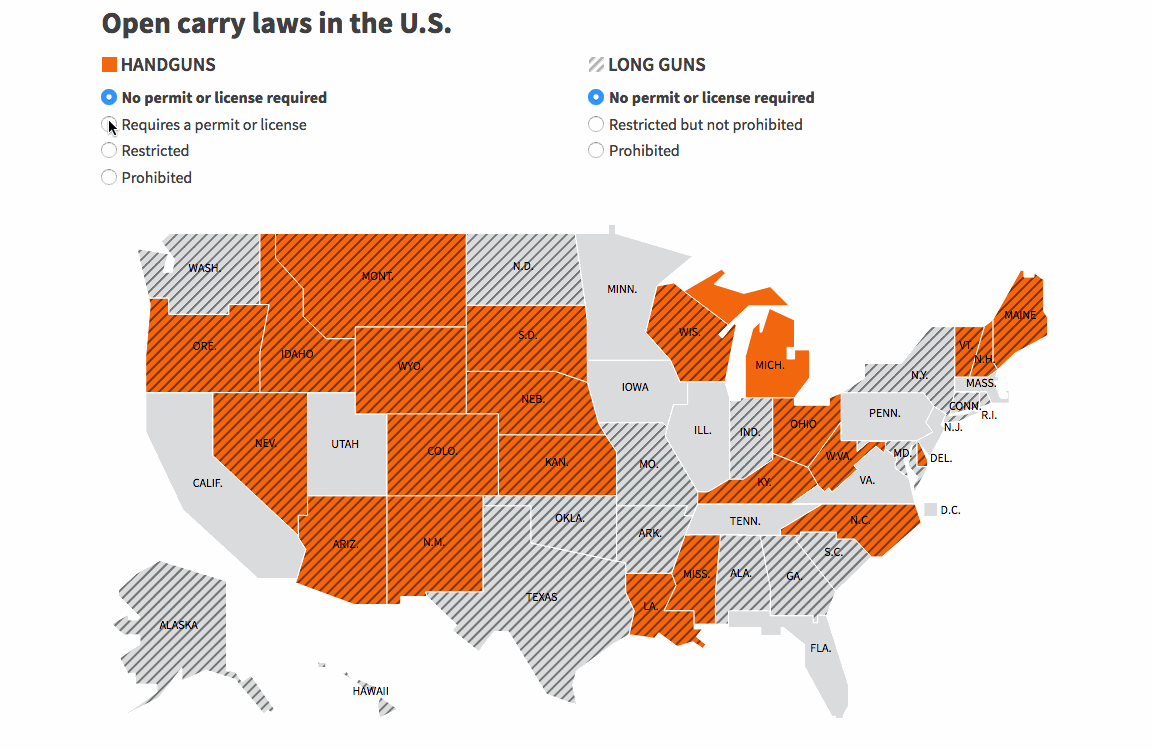 Open carry laws in the U.S.
HANDGUNS
No permit or license required
Requires a permit or license
Restricted
Prohibited
LONG GUNS
No permit or license required
Restricted but not prohibited
Prohibited
WASH.
MONT.
N.D.
MINN.
ORE.
IDAHO
WYO.
S.D.
WIS.
MICH.
N.Y.
VT.
N.H.
MAINE
MASS.
CONN.
R.I.
N.J.
NEV.
UTAH
COLO.
NEB.
KAN.
IOWA
ILL.
IND.
OHIO
PENN.
MD.
DEL.
CALIF.
MO.
KY.
W.VA.
VA.
D.C.
ARIZ.
N.M.
OKLA.
ARK.
TENN.
N.C.
S.C.
TEXAS
LA.
MISS.
ALA.
GA.
FLA.
ALASKA
HAWAII